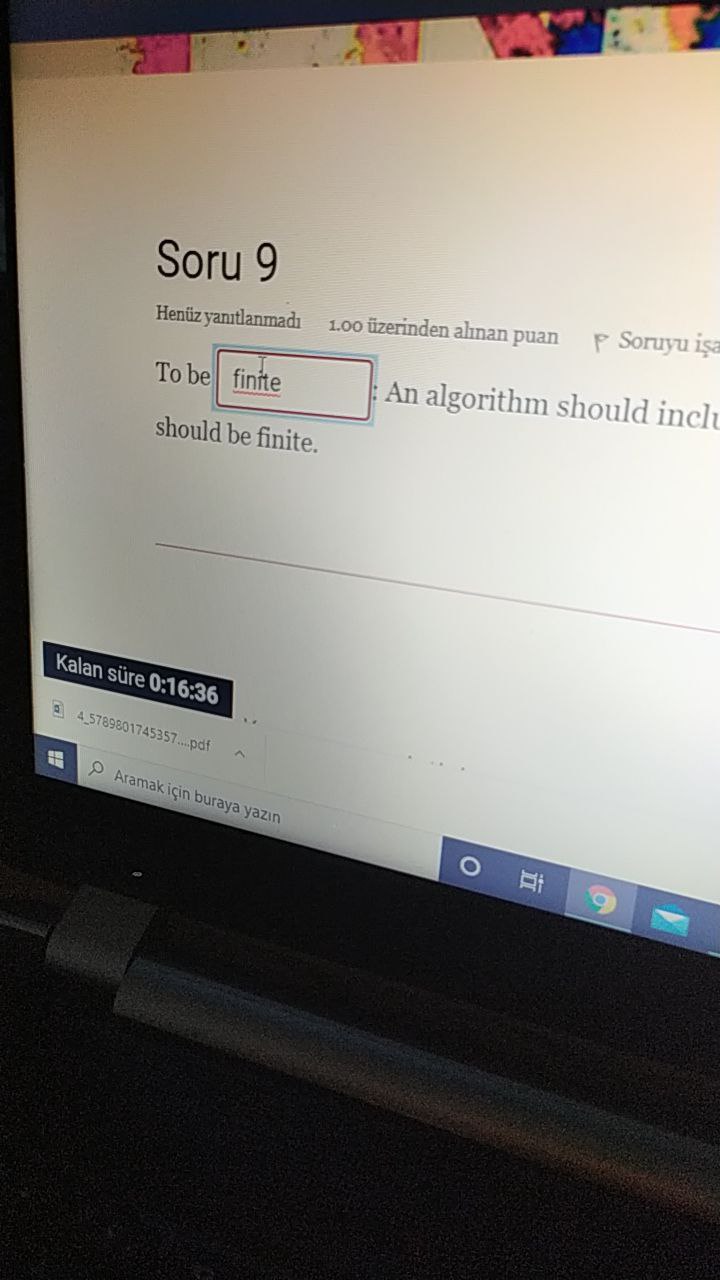 Soru 9
Henüz yanıtlanmadı 1.00 üzerinden alınan puan Soruyu işa
To be finite : An algorithm should inclu
should be finite.
Kalan süre 0:16:36
4_5789801745357....pdf
Aramak için buraya yazın